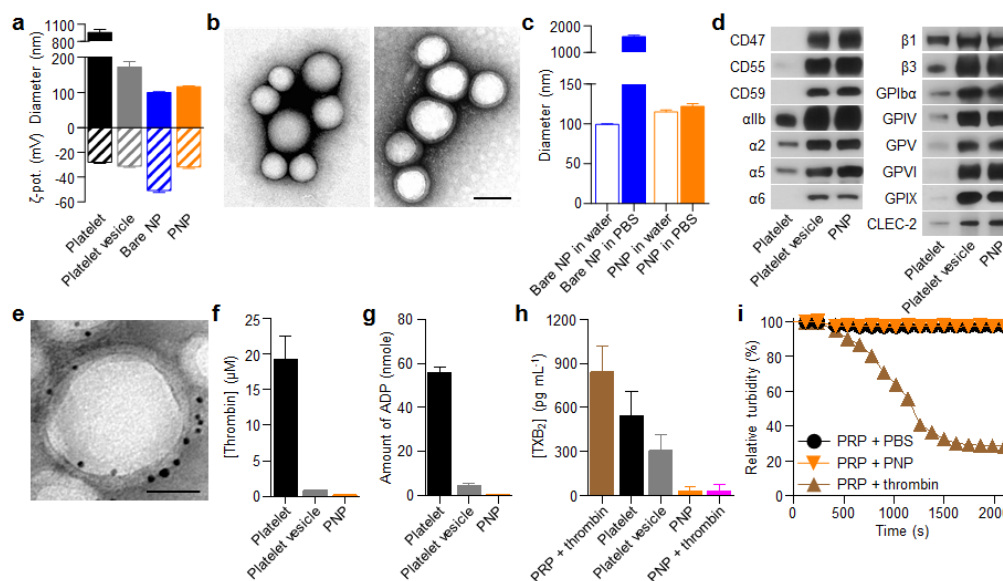 a
Diameter (nm)
ζ-pot. (mV)
1200
800
200
100
0
-20
-40
-60
Platelet
Platelet vesicle
Bare NP
PNP
b
c
Diameter (nm)
2000
1000
150
100
50
0
Bare NP in water
Bare NP in PBS
PNP in water
PNP in PBS
d
CD47
CD55
CD59
αIIb
α2
α5
α6
Platelet
Platelet vesicle
PNP
β1
β3
GPIbα
GPIV
GPV
GPVI
GPIX
CLEC-2
Platelet
Platelet vesicle
PNP
e
f
[Thrombin] (µM)
25
20
15
10
5
0
Platelet
Platelet vesicle
PNP
g
Amount of ADP (nmole)
80
60
40
20
0
Platelet
Platelet vesicle
PNP
h
[TXB₂] (pg mL⁻¹)
1200
900
600
300
0
PRP + thrombin
Platelet
Platelet vesicle
PNP
PNP + thrombin
i
Relative turbidity (%)
100
80
60
40
20
0
PRP + PBS
PRP + PNP
PRP + thrombin
0 500 1000 1500 2000
Time (s)